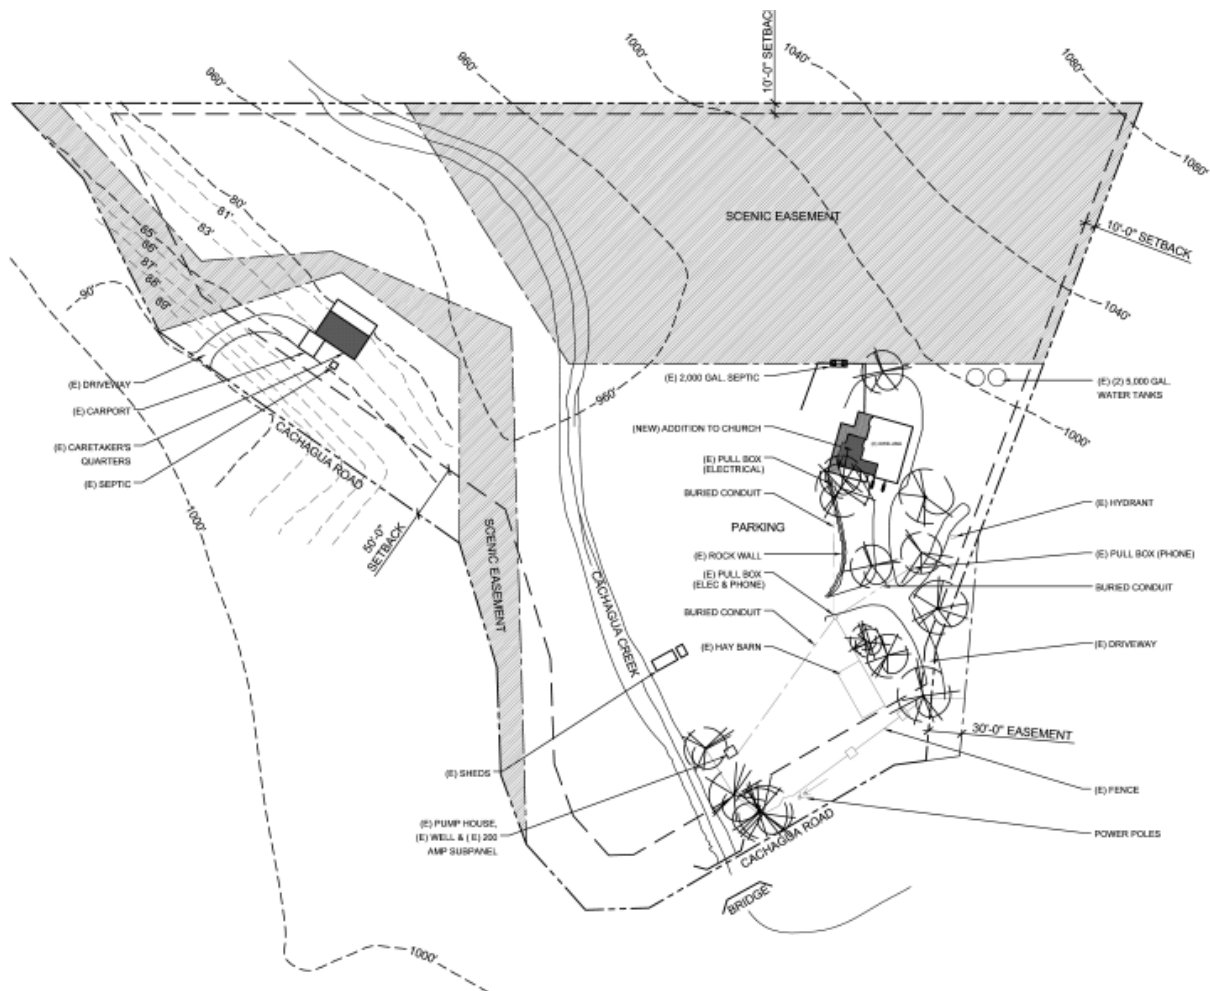 10'-0" SETBAC
960'
960'
1000'
1040'
1080'
1060'
80'
81'
83'
85'
86'
87'
88'
89'
90'
SCENIC EASEMENT
10'-0" SETBACK
1040'
960'
1000'
1000'
(E) DRIVEWAY
(E) CARPORT
(E) CARETAKER'S
QUARTERS
(E) SEPTIC
CACHAGUA ROAD
50'-0"
SETBACK
SCENIC EASEMENT
CACHAGUA CREEK
(E) 2,000 GAL. SEPTIC
(E) (2) 5,000 GAL.
WATER TANKS
(NEW) ADDITION TO CHURCH
(E) PULL BOX
(ELECTRICAL)
BURIED CONDUIT
PARKING
(E) HYDRANT
(E) ROCK WALL
(E) PULL BOX (PHONE)
(E) PULL BOX
(ELEC & PHONE)
BURIED CONDUIT
BURIED CONDUIT
(E) HAY BARN
(E) DRIVEWAY
30'-0" EASEMENT
(E) SHEDS
(E) FENCE
(E) PUMP HOUSE,
(E) WELL & ( E) 200
AMP SUBPANEL
POWER POLES
CACHAGUA ROAD
BRIDGE
1000'